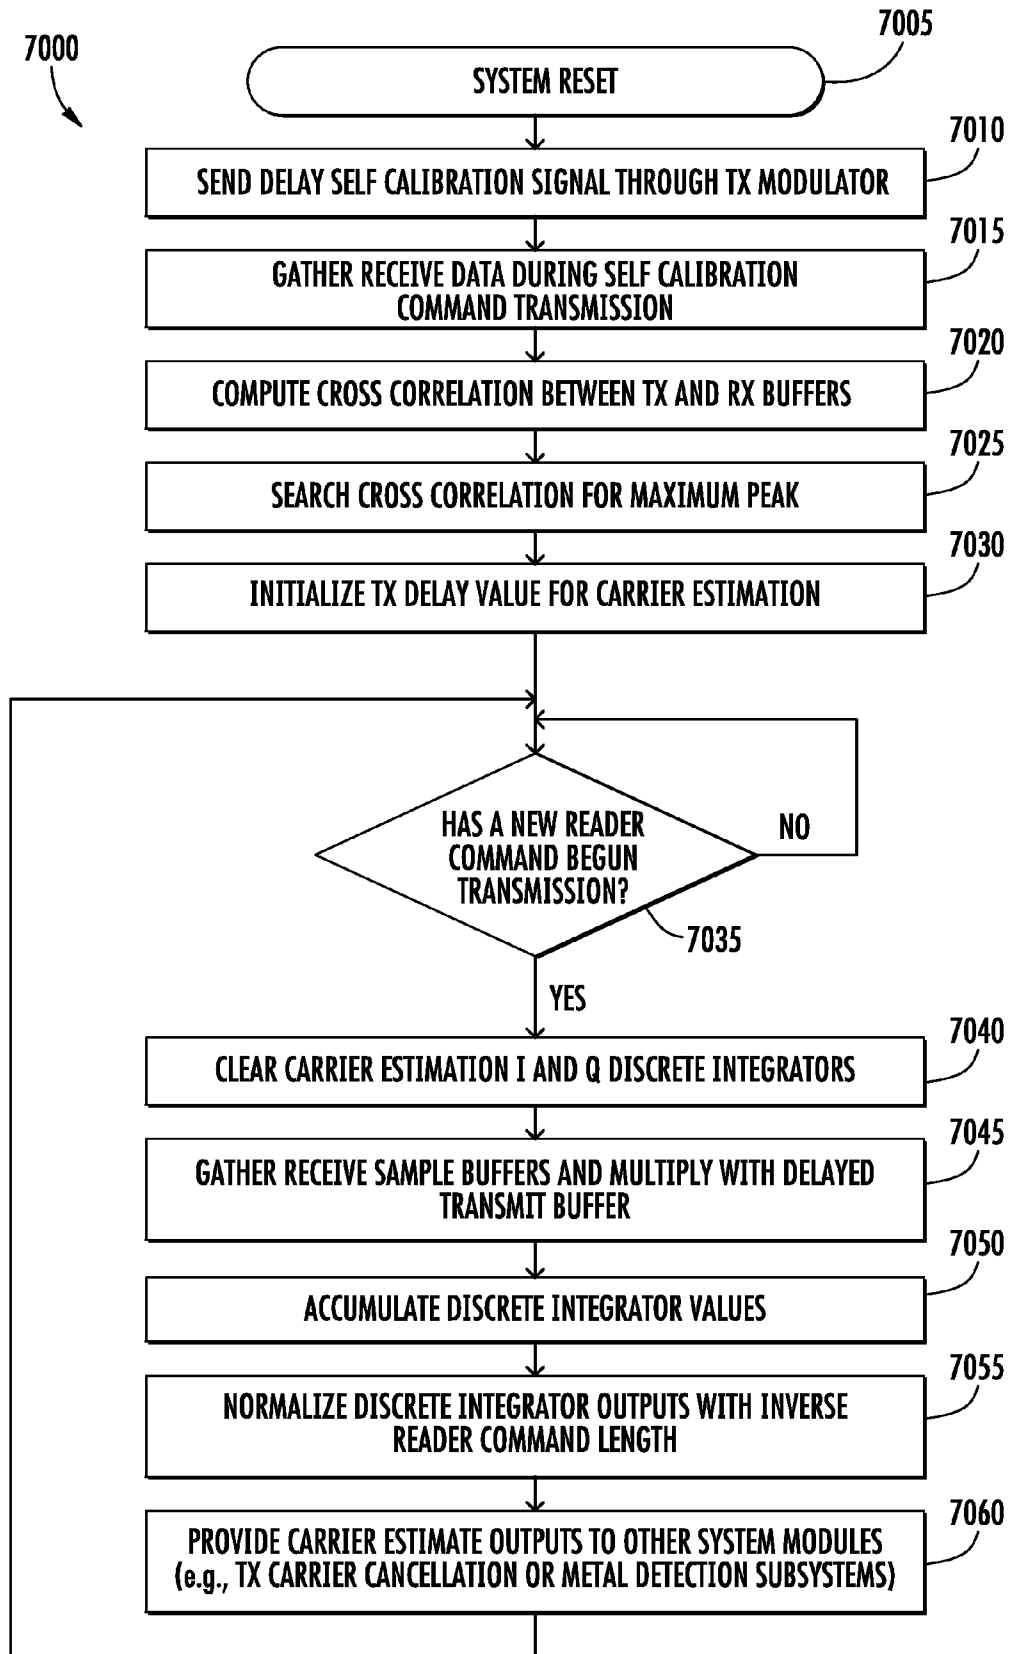 7000
7005
SYSTEM RESET
7010
SEND DELAY SELF CALIBRATION SIGNAL THROUGH TX MODULATOR
7015
GATHER RECEIVE DATA DURING SELF CALIBRATION
COMMAND TRANSMISSION
7020
COMPUTE CROSS CORRELATION BETWEEN TX AND RX BUFFERS
7025
SEARCH CROSS CORRELATION FOR MAXIMUM PEAK
7030
INITIALIZE TX DELAY VALUE FOR CARRIER ESTIMATION
HAS A NEW READER
COMMAND BEGUN
TRANSMISSION?
NO
7035
YES
7040
CLEAR CARRIER ESTIMATION I AND Q DISCRETE INTEGRATORS
7045
GATHER RECEIVE SAMPLE BUFFERS AND MULTIPLY WITH DELAYED
TRANSMIT BUFFER
7050
ACCUMULATE DISCRETE INTEGRATOR VALUES
7055
NORMALIZE DISCRETE INTEGRATOR OUTPUTS WITH INVERSE
READER COMMAND LENGTH
7060
PROVIDE CARRIER ESTIMATE OUTPUTS TO OTHER SYSTEM MODULES
(e.g., TX CARRIER CANCELLATION OR METAL DETECTION SUBSYSTEMS)